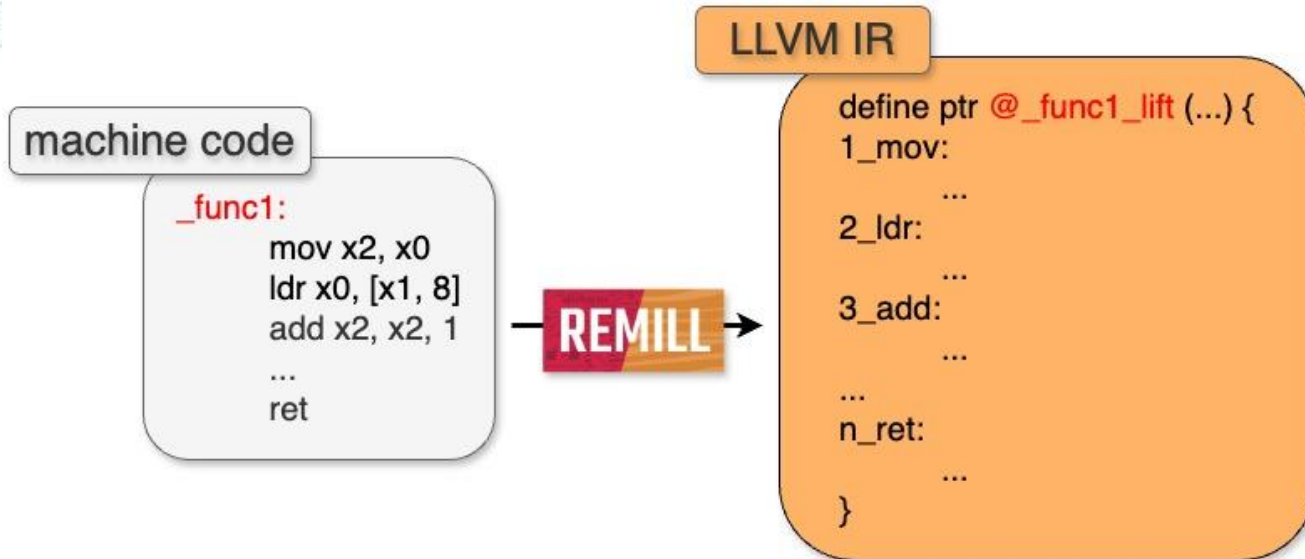 machine code
_func1:
mov x2, x0
ldr x0, [x1, 8]
add x2, x2, 1
...
ret
REMILL
LLVM IR
define ptr @_func1_lift (...) {
1_mov:
...
2_ldr:
...
3_add:
...
...
n_ret:
...
}